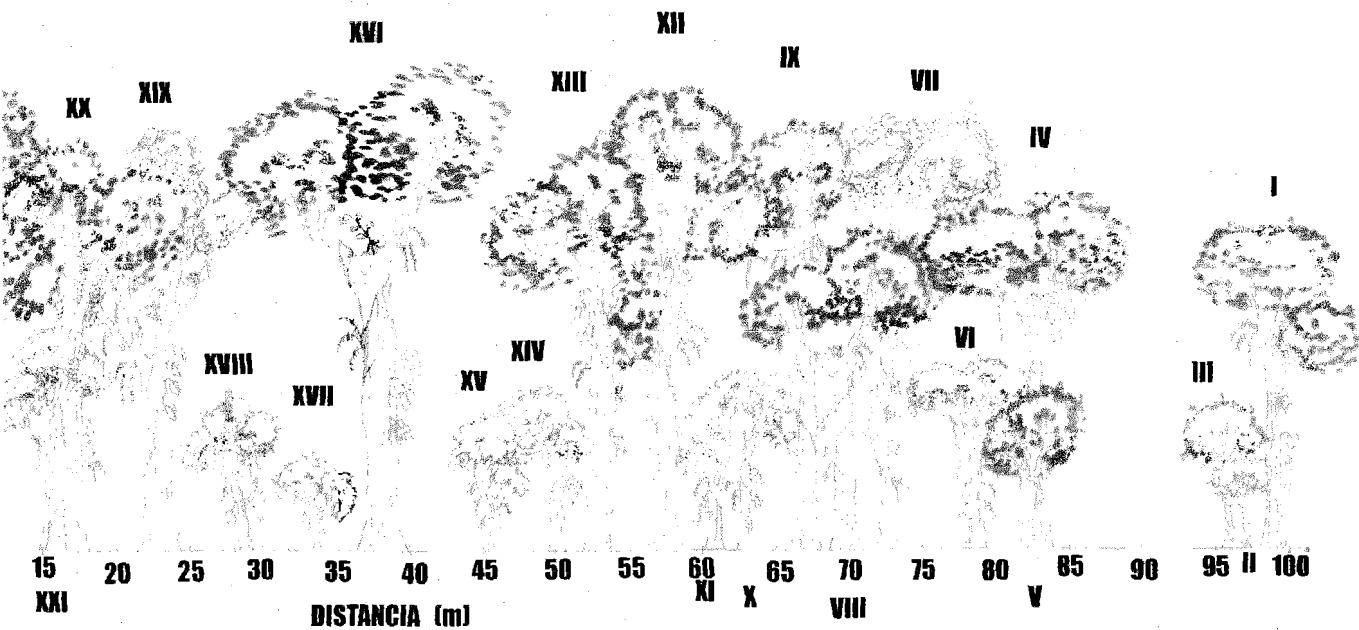 XII
XVI
IX
XIII
VII
XIX
XX
IV
I
XIV
XVIII
VI
XV
III
XVII
15 20 25 30 35 40 45 50 55 60 65 70 75 80 85 90 95 II 100
XXI XI X VIII V
DISTANCIA (m)